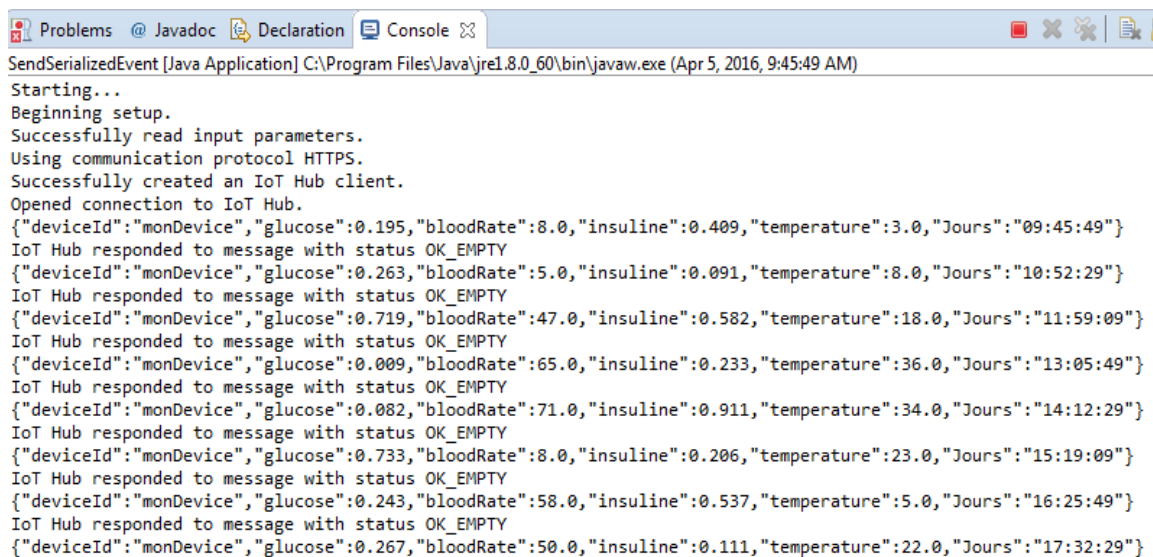 Problems @ Javadoc Declaration Console
SendSerializedEvent [Java Application] C:\Program Files\Java\jre1.8.0_60\bin\javaw.exe (Apr 5, 2016, 9:45:49 AM)
Starting...
Beginning setup.
Successfully read input parameters.
Using communication protocol HTTPS.
Successfully created an IoT Hub client.
Opened connection to IoT Hub.
{"deviceId":"monDevice","glucose":0.195,"bloodRate":8.0,"insuline":0.409,"temperature":3.0,"Jours":"09:45:49"}
IoT Hub responded to message with status OK_EMPTY
{"deviceId":"monDevice","glucose":0.263,"bloodRate":5.0,"insuline":0.091,"temperature":8.0,"Jours":"10:52:29"}
IoT Hub responded to message with status OK_EMPTY
{"deviceId":"monDevice","glucose":0.719,"bloodRate":47.0,"insuline":0.582,"temperature":18.0,"Jours":"11:59:09"}
IoT Hub responded to message with status OK_EMPTY
{"deviceId":"monDevice","glucose":0.009,"bloodRate":65.0,"insuline":0.233,"temperature":36.0,"Jours":"13:05:49"}
IoT Hub responded to message with status OK_EMPTY
{"deviceId":"monDevice","glucose":0.082,"bloodRate":71.0,"insuline":0.911,"temperature":34.0,"Jours":"14:12:29"}
IoT Hub responded to message with status OK_EMPTY
{"deviceId":"monDevice","glucose":0.733,"bloodRate":8.0,"insuline":0.206,"temperature":23.0,"Jours":"15:19:09"}
IoT Hub responded to message with status OK_EMPTY
{"deviceId":"monDevice","glucose":0.243,"bloodRate":58.0,"insuline":0.537,"temperature":5.0,"Jours":"16:25:49"}
IoT Hub responded to message with status OK_EMPTY
{"deviceId":"monDevice","glucose":0.267,"bloodRate":50.0,"insuline":0.111,"temperature":22.0,"Jours":"17:32:29"}